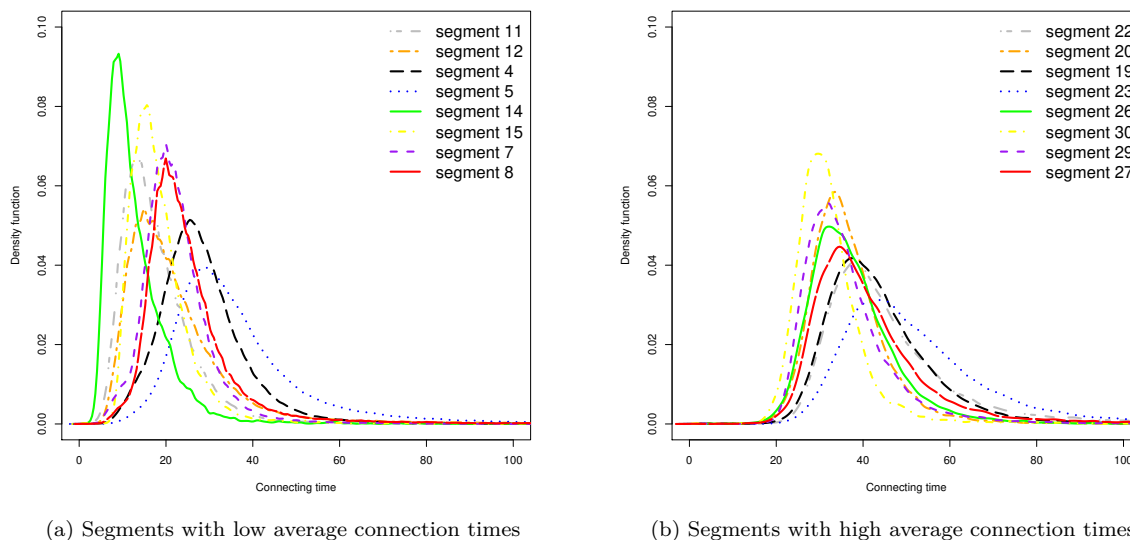 segment 11
segment 12
segment 4
segment 5
segment 14
segment 15
segment 7
segment 8
0.10
0.08
0.06
0.04
0.02
0.00
Density function
0 20 40 60 80 100
Connecting time
(a) Segments with low average connection times
segment 22
segment 20
segment 19
segment 23
segment 26
segment 30
segment 29
segment 27
0.10
0.08
0.06
0.04
0.02
0.00
Density function
0 20 40 60 80 100
Connecting time
(b) Segments with high average connection times